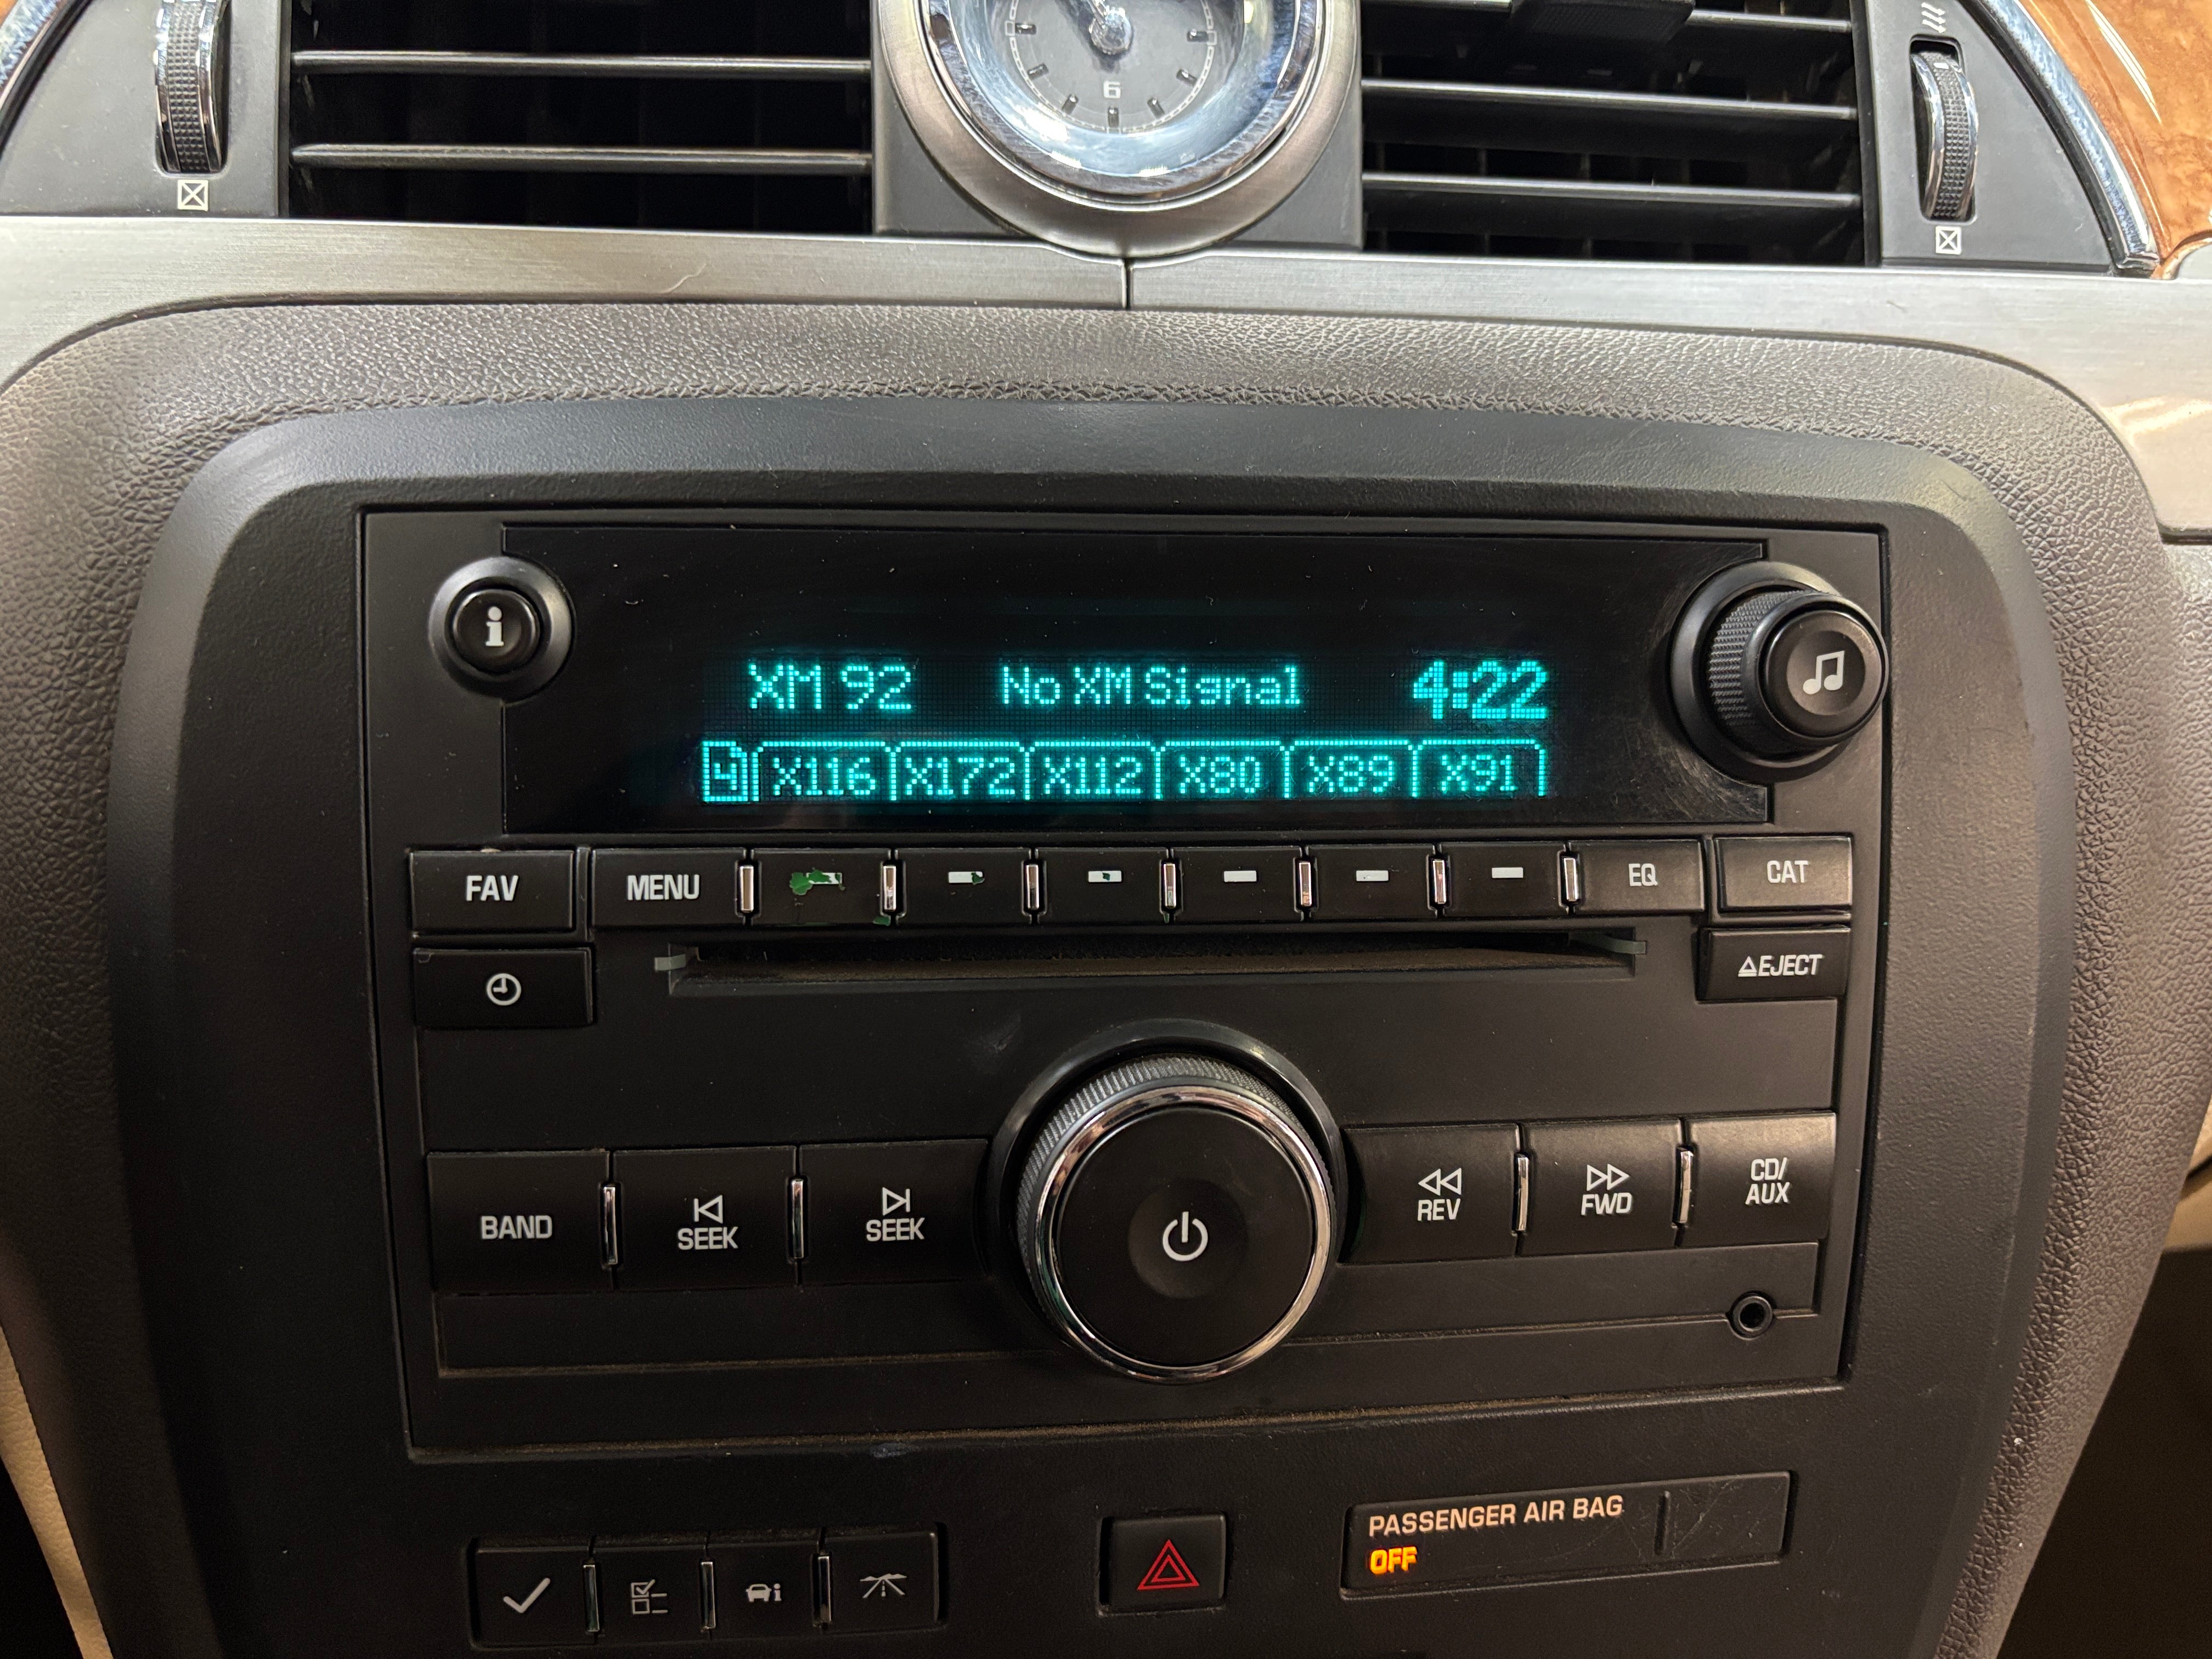 6
i
XM 92 No XM Signal 4:22
4 X116 X172 X112 X80 X89 X91
FAV MENU EQ CAT
EJECT
BAND SEEK SEEK REV FWD CD/
AUX
PASSENGER AIR BAG
OFF
i